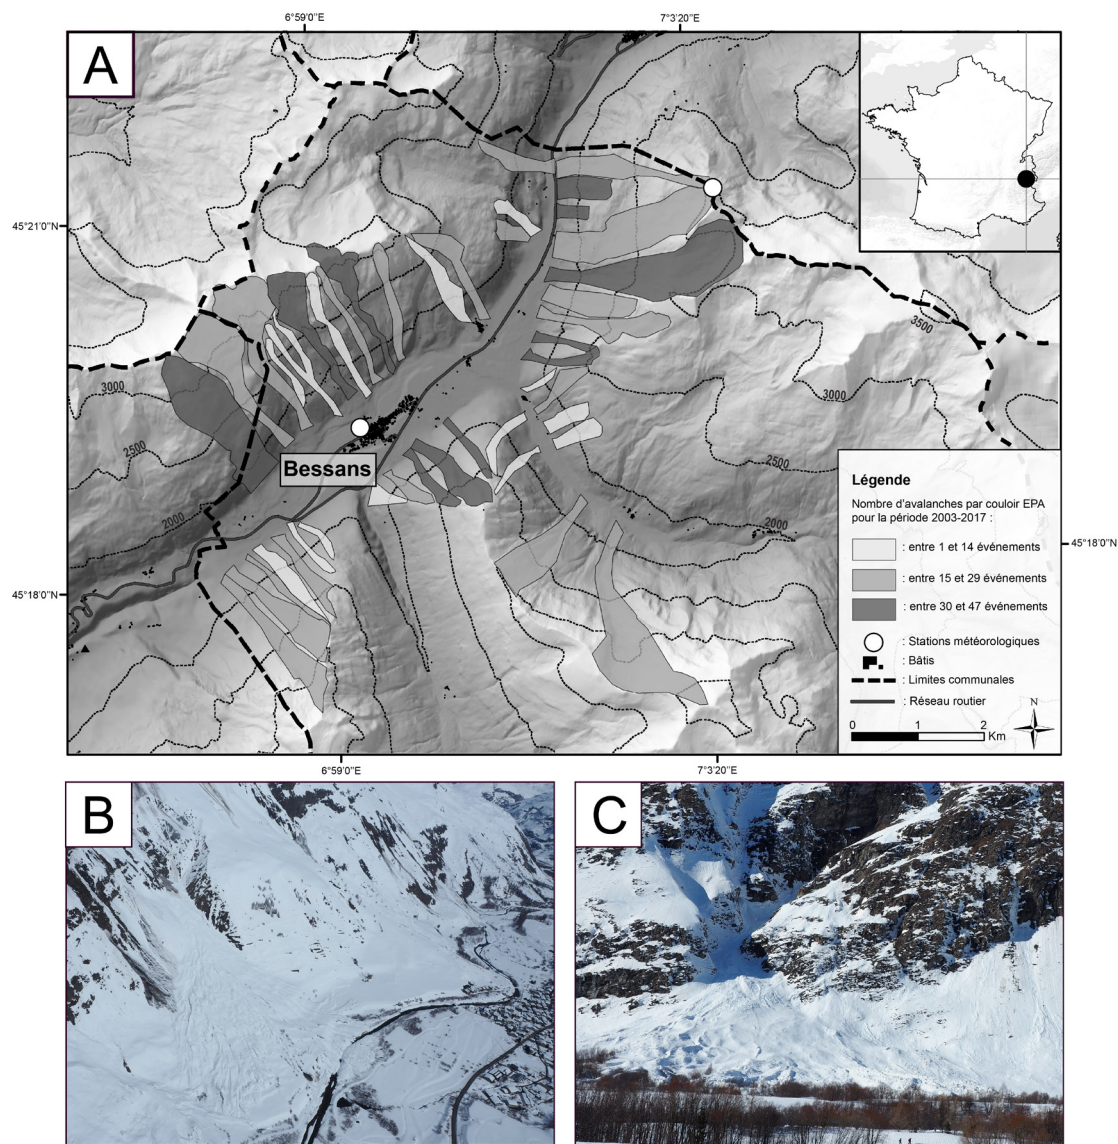 6°59'0"E
7°3'20"E
A
45°21'0"N
3500
3000
3000
2500
Bessans
2500
2000
2000
45°18'0"N
45°18'0"N
Légende
Nombre d'avalanches par couloir EPA
pour la période 2003-2017 :
: entre 1 et 14 événements
: entre 15 et 29 événements
: entre 30 et 47 événements
: Stations météorologiques
: Bâtis
: Limites communales
: Réseau routier
N
0 1 2
Km
6°59'0"E
7°3'20"E
B
C